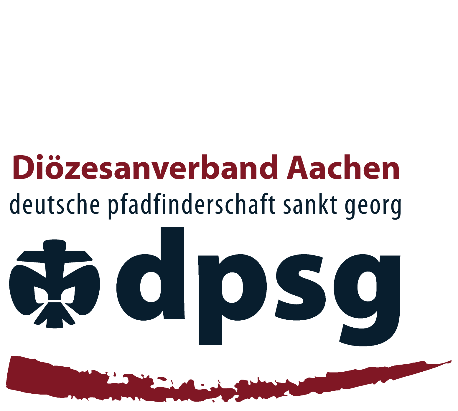 Diözesanverband Aachen
deutsche pfadfinderschaft sankt georg
dpsg